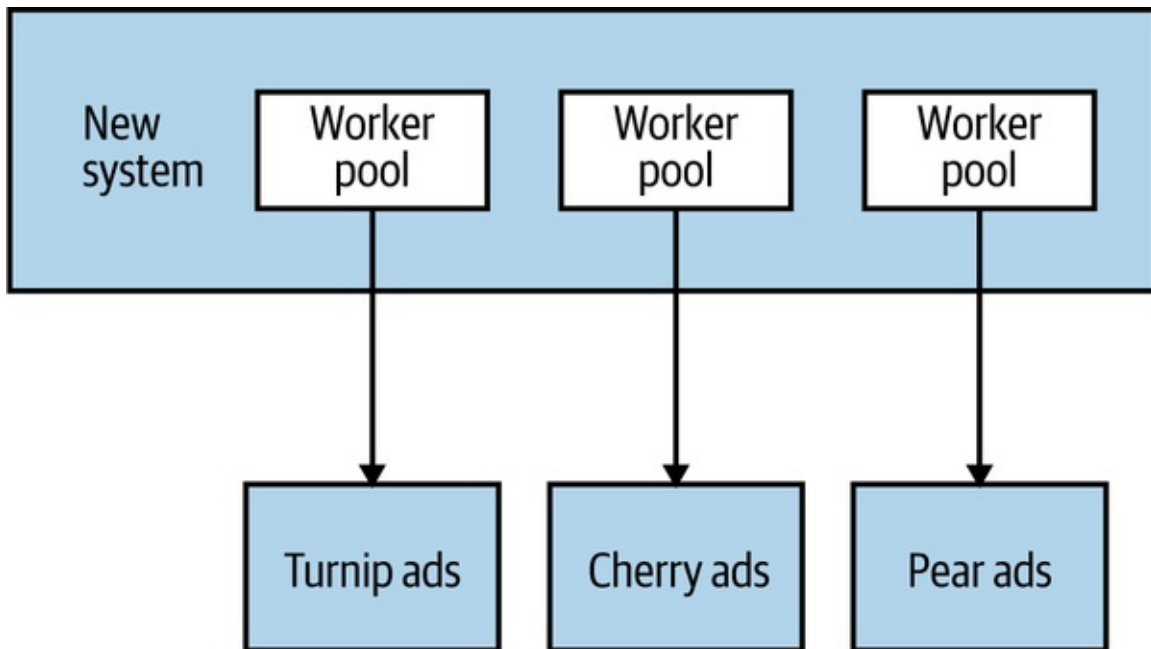 New
system
Worker
pool
Worker
pool
Worker
pool
Turnip ads
Cherry ads
Pear ads